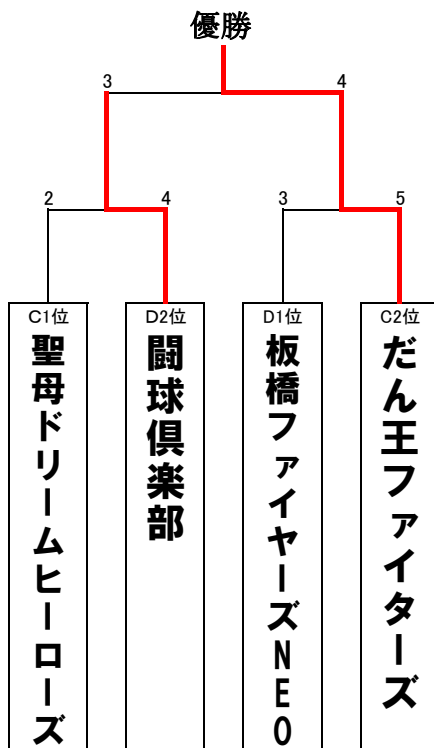 優勝
3
4
2
4
3
5
C1位
D2位
D1位
C2位
聖母ドリームヒーローズ
闘球倶楽部
板橋ファイヤーズNEO
だん王ファイターズ